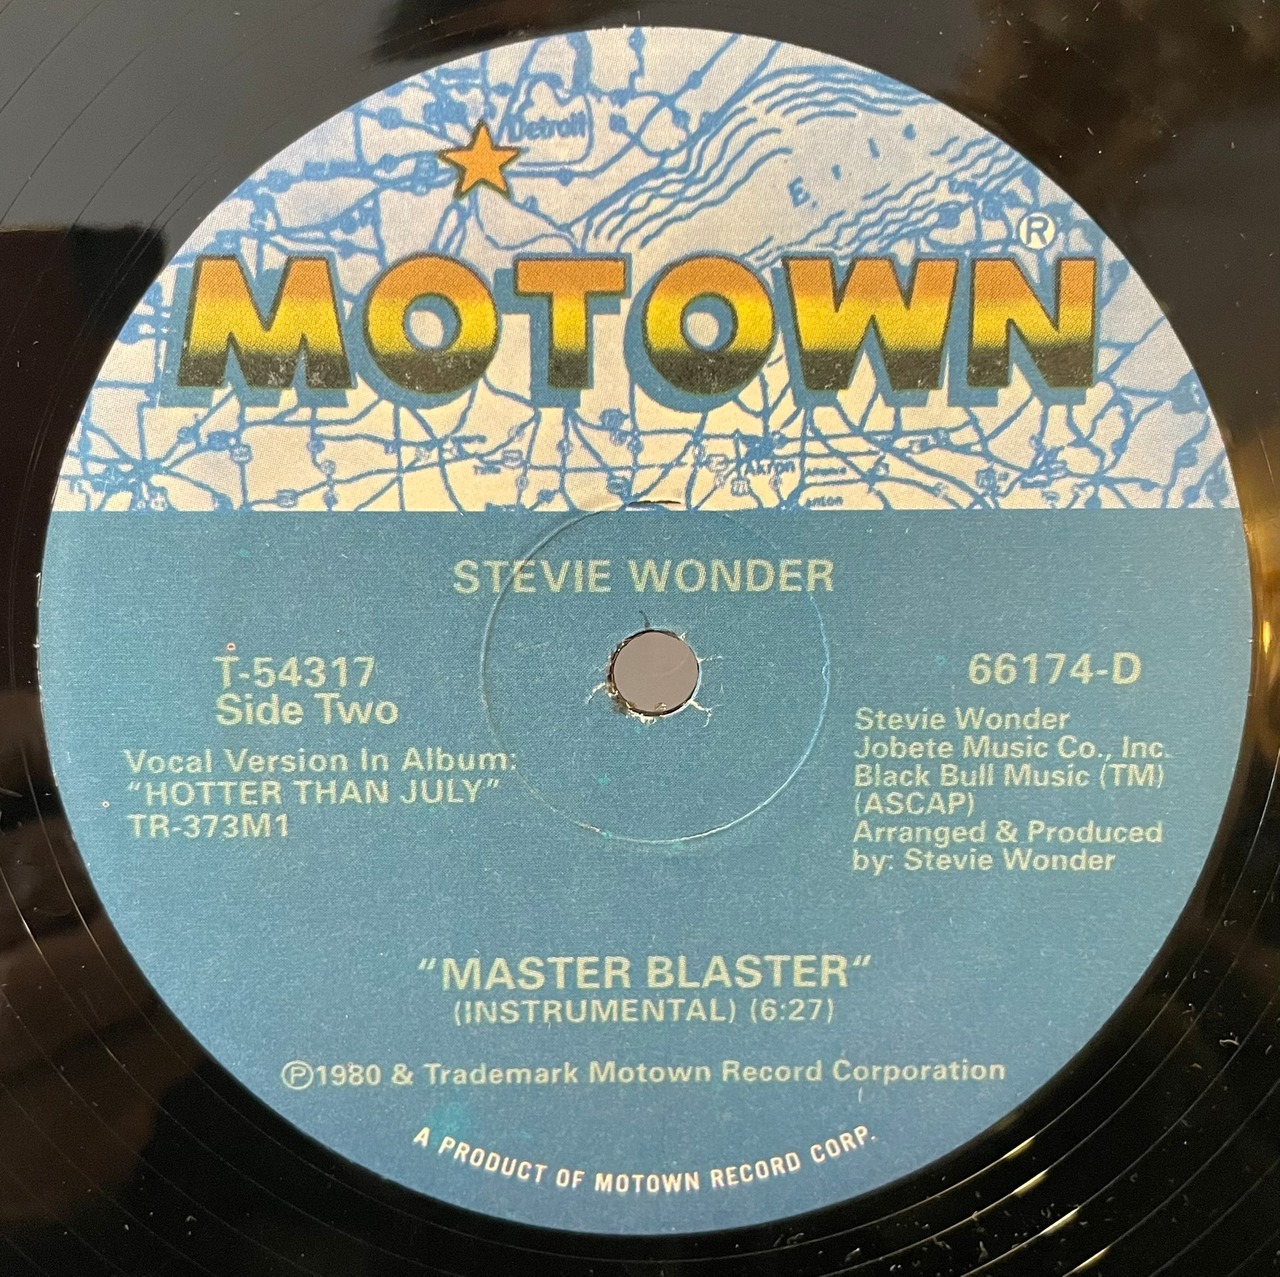 Detroit
E R I E
®
MOTOWN
Akron
Canton
STEVIE WONDER
T-54317
Side Two
Vocal Version In Album:
“HOTTER THAN JULY”
TR-373M1
66174-D
Stevie Wonder
Jobete Music Co., Inc.
Black Bull Music (TM)
(ASCAP)
Arranged & Produced
by: Stevie Wonder
“MASTER BLASTER“
(INSTRUMENTAL) (6:27)
℗1980 & Trademark Motown Record Corporation
A PRODUCT OF MOTOWN RECORD CORP.